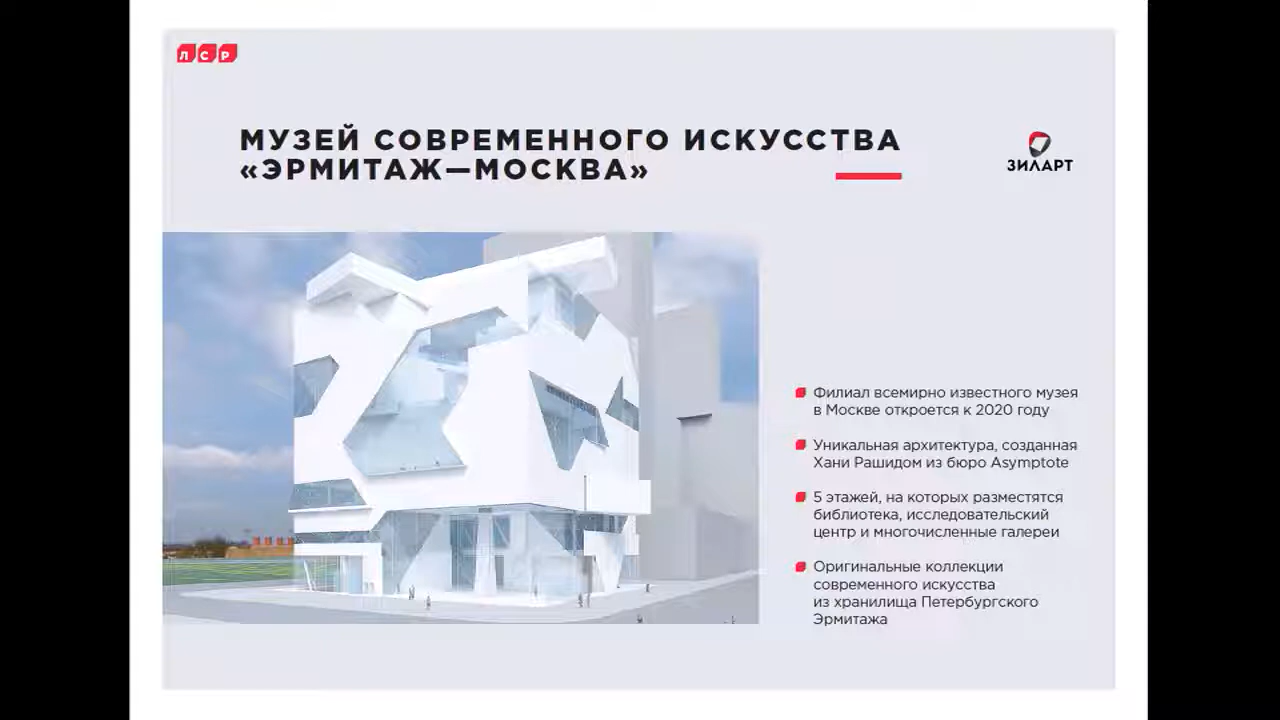 ЛСР
МУЗЕЙ СОВРЕМЕННОГО ИСКУССТВА
«ЭРМИТАЖ—МОСКВА»
ЗИЛАРТ
Филиал всемирно известного музея
в Москве откроется к 2020 году
Уникальная архитектура, созданная
Хани Рашидом из бюро Asymptote
5 этажей, на которых разместятся
библиотека, исследовательский
центр и многочисленные галереи
Оригинальные коллекции
современного искусства
из хранилища Петербургского
Эрмитажа